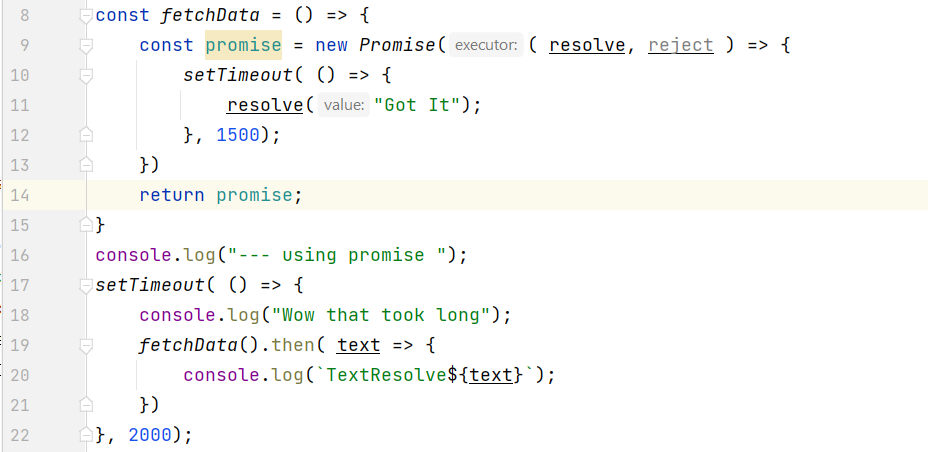 8 const fetchData = () => {
9 const promise = new Promise( executor: ( resolve, reject ) => {
10 setTimeout( () => {
11 resolve( value: "Got It");
12 }, 1500);
13 })
14 return promise;
15 }
16 console.log("--- using promise ");
17 setTimeout( () => {
18 console.log("Wow that took long");
19 fetchData().then( text => {
20 console.log(`TextResolve${text}`);
21 })
22 }, 2000);